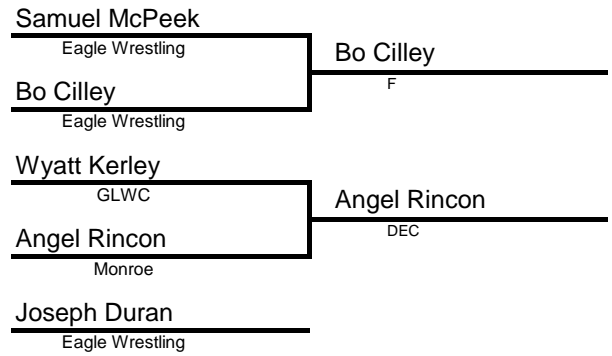 Samuel McPeek
Eagle Wrestling
Bo Cilley
Eagle Wrestling
Bo Cilley
F
Wyatt Kerley
GLWC
Angel Rincon
Monroe
Angel Rincon
DEC
Joseph Duran
Eagle Wrestling